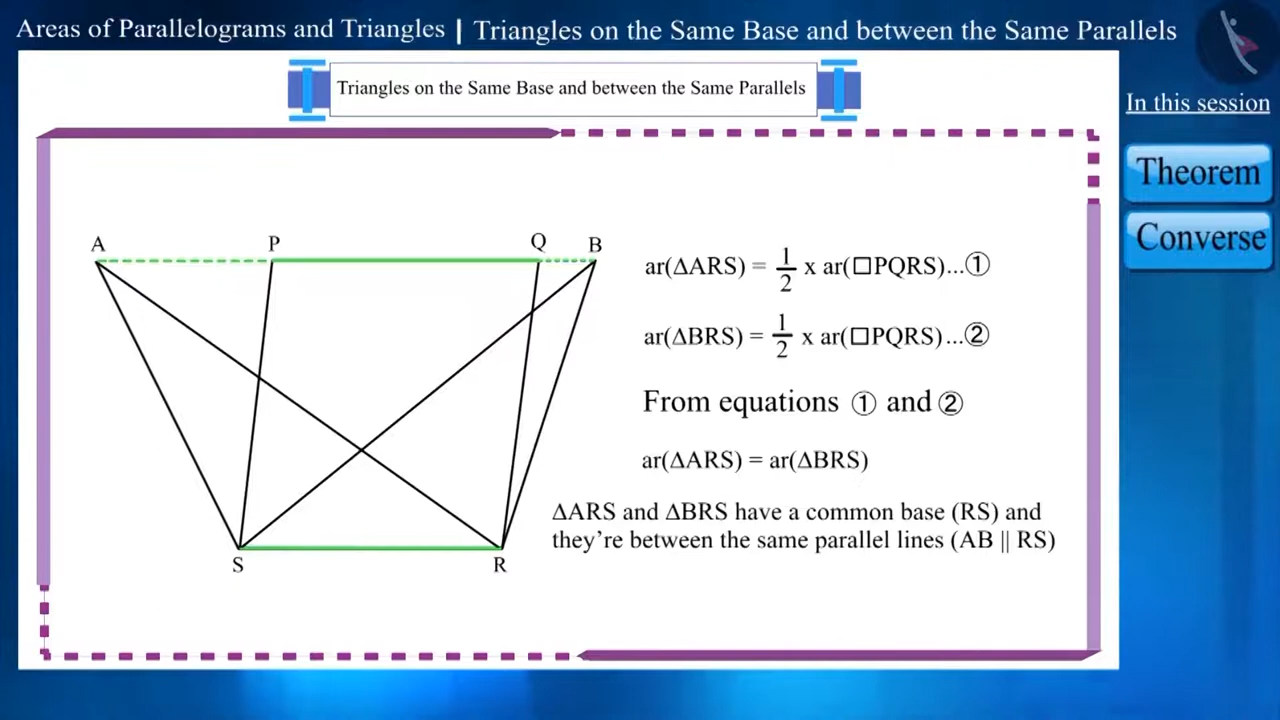 Areas of Parallelograms and Triangles | Triangles on the Same Base and between the Same Parallels
Triangles on the Same Base and between the Same Parallels
In this session
Theorem
Converse
A P Q B
S R
ar(ΔARS) = 1/2 x ar(□PQRS)...①
ar(ΔBRS) = 1/2 x ar(□PQRS)...②
From equations ① and ②
ar(ΔARS) = ar(ΔBRS)
ΔARS and ΔBRS have a common base (RS) and
they're between the same parallel lines (AB || RS)